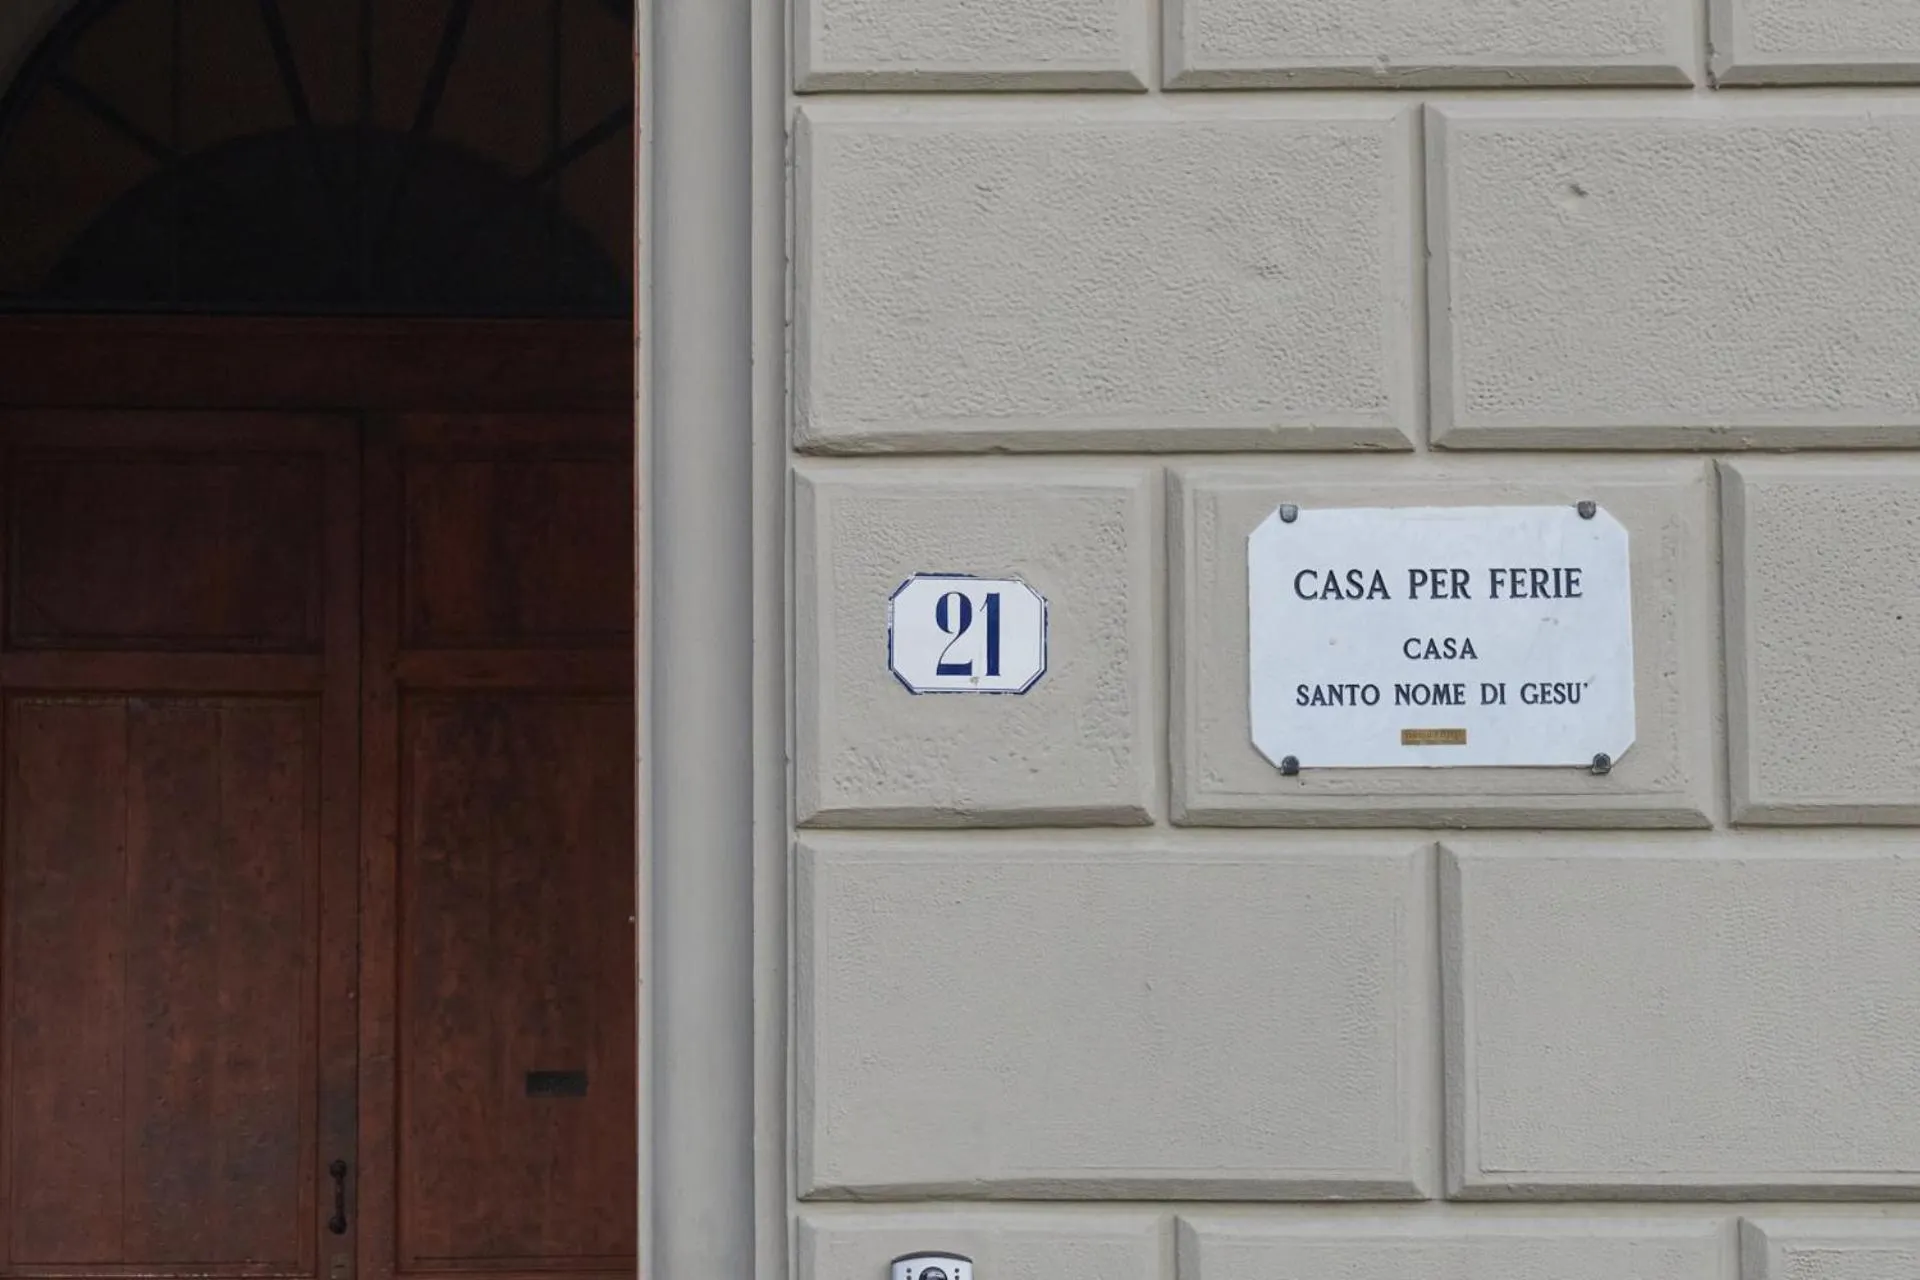 21
CASA PER FERIE
CASA
SANTO NOME DI GESU'